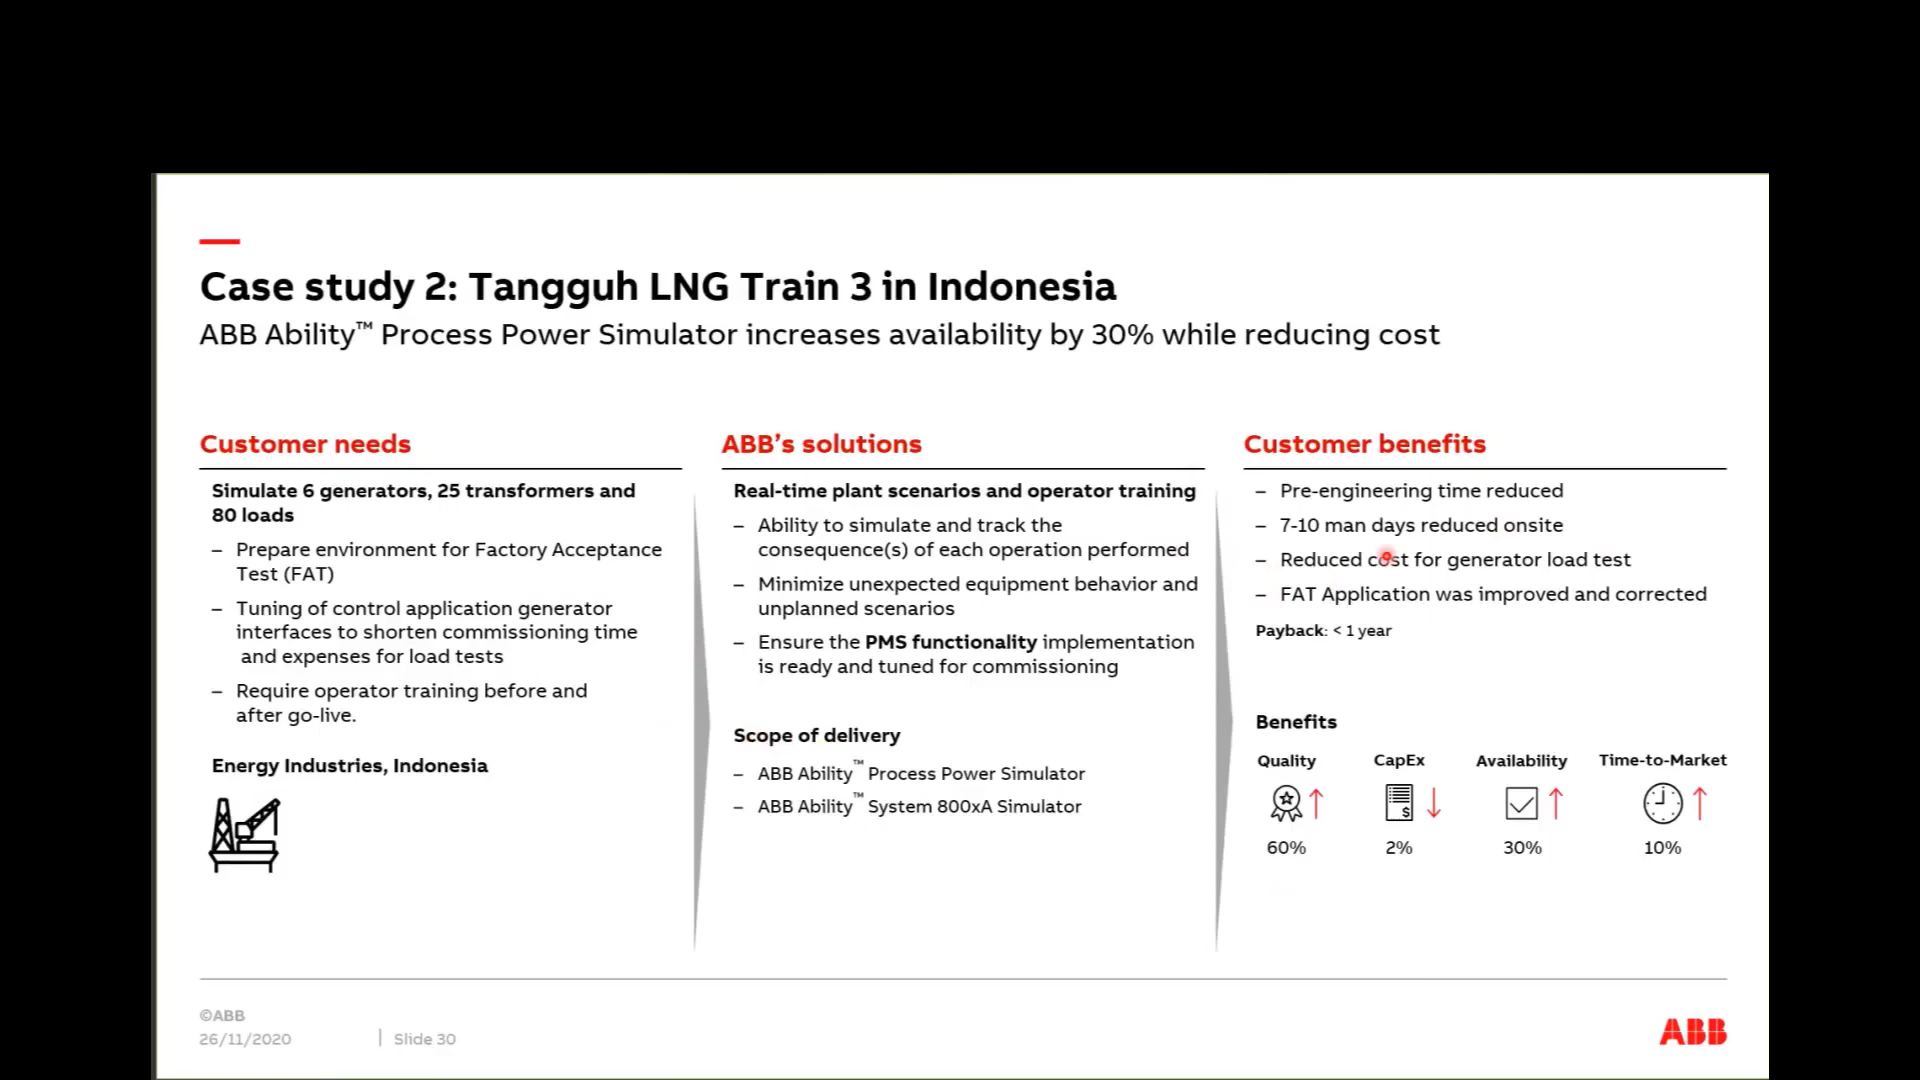 Case study 2: Tangguh LNG Train 3 in Indonesia
ABB Ability™ Process Power Simulator increases availability by 30% while reducing cost
Customer needs
Simulate 6 generators, 25 transformers and
80 loads
– Prepare environment for Factory Acceptance
Test (FAT)
– Tuning of control application generator
interfaces to shorten commissioning time
and expenses for load tests
– Require operator training before and
after go-live.
Energy Industries, Indonesia
ABB’s solutions
Real-time plant scenarios and operator training
– Ability to simulate and track the
consequence(s) of each operation performed
– Minimize unexpected equipment behavior and
unplanned scenarios
– Ensure the PMS functionality implementation
is ready and tuned for commissioning
Scope of delivery
– ABB Ability™ Process Power Simulator
– ABB Ability™ System 800xA Simulator
Customer benefits
– Pre-engineering time reduced
– 7-10 man days reduced onsite
– Reduced cost for generator load test
– FAT Application was improved and corrected
Payback: < 1 year
Benefits
Quality CapEx Availability Time-to-Market
$
60% 2% 30% 10%
©ABB
26/11/2020 | Slide 30
ABB